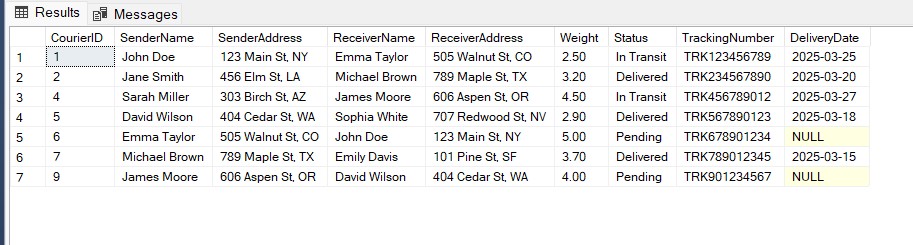 Results Messages
CourierID SenderName SenderAddress ReceiverName ReceiverAddress Weight Status TrackingNumber DeliveryDate
1 1 John Doe 123 Main St, NY Emma Taylor 505 Walnut St, CO 2.50 In Transit TRK123456789 2025-03-25
2 2 Jane Smith 456 Elm St, LA Michael Brown 789 Maple St, TX 3.20 Delivered TRK234567890 2025-03-20
3 4 Sarah Miller 303 Birch St, AZ James Moore 606 Aspen St, OR 4.50 In Transit TRK456789012 2025-03-27
4 5 David Wilson 404 Cedar St, WA Sophia White 707 Redwood St, NV 2.90 Delivered TRK567890123 2025-03-18
5 6 Emma Taylor 505 Walnut St, CO John Doe 123 Main St, NY 5.00 Pending TRK678901234 NULL
6 7 Michael Brown 789 Maple St, TX Emily Davis 101 Pine St, SF 3.70 Delivered TRK789012345 2025-03-15
7 9 James Moore 606 Aspen St, OR David Wilson 404 Cedar St, WA 4.00 Pending TRK901234567 NULL